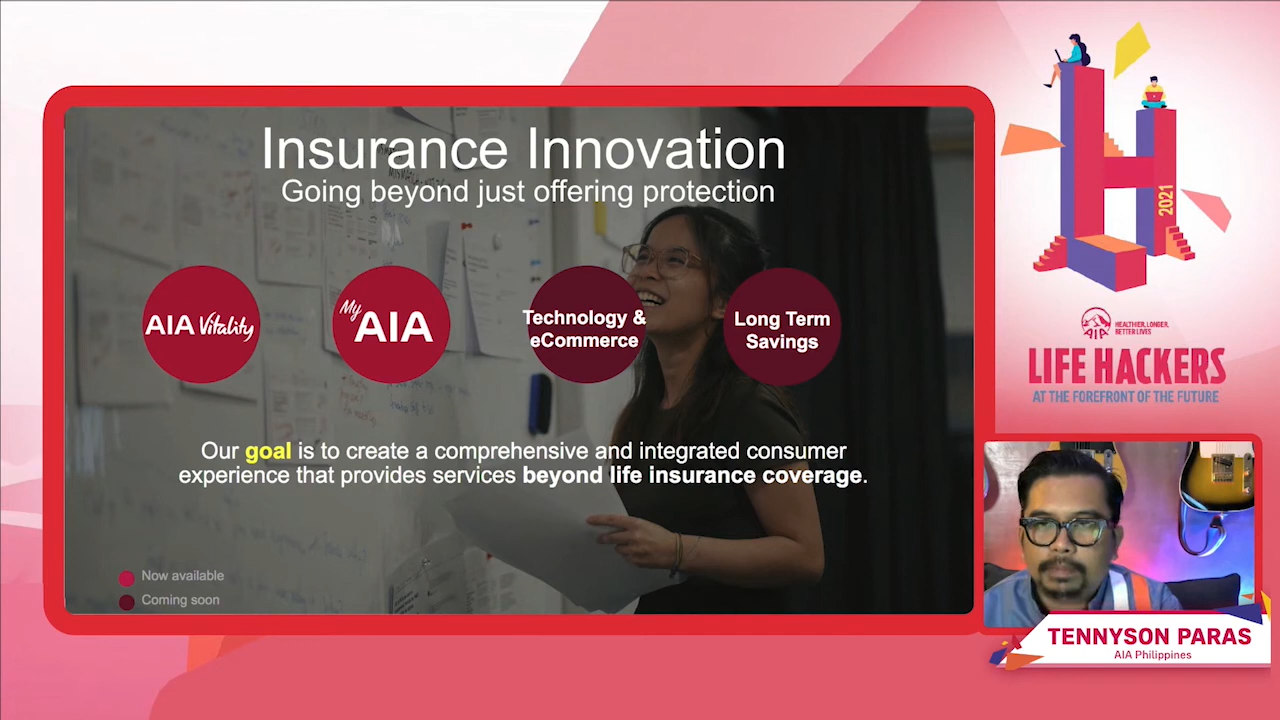 Insurance Innovation
Going beyond just offering protection
AIA Vitality
My
AIA
Technology &
eCommerce
Long Term
Savings
Our goal is to create a comprehensive and integrated consumer
experience that provides services beyond life insurance coverage.
Now available
Coming soon
2021
AIA
HEALTHIER, LONGER,
BETTER LIVES
LIFE HACKERS
AT THE FOREFRONT OF THE FUTURE
TENNYSON PARAS
AIA Philippines